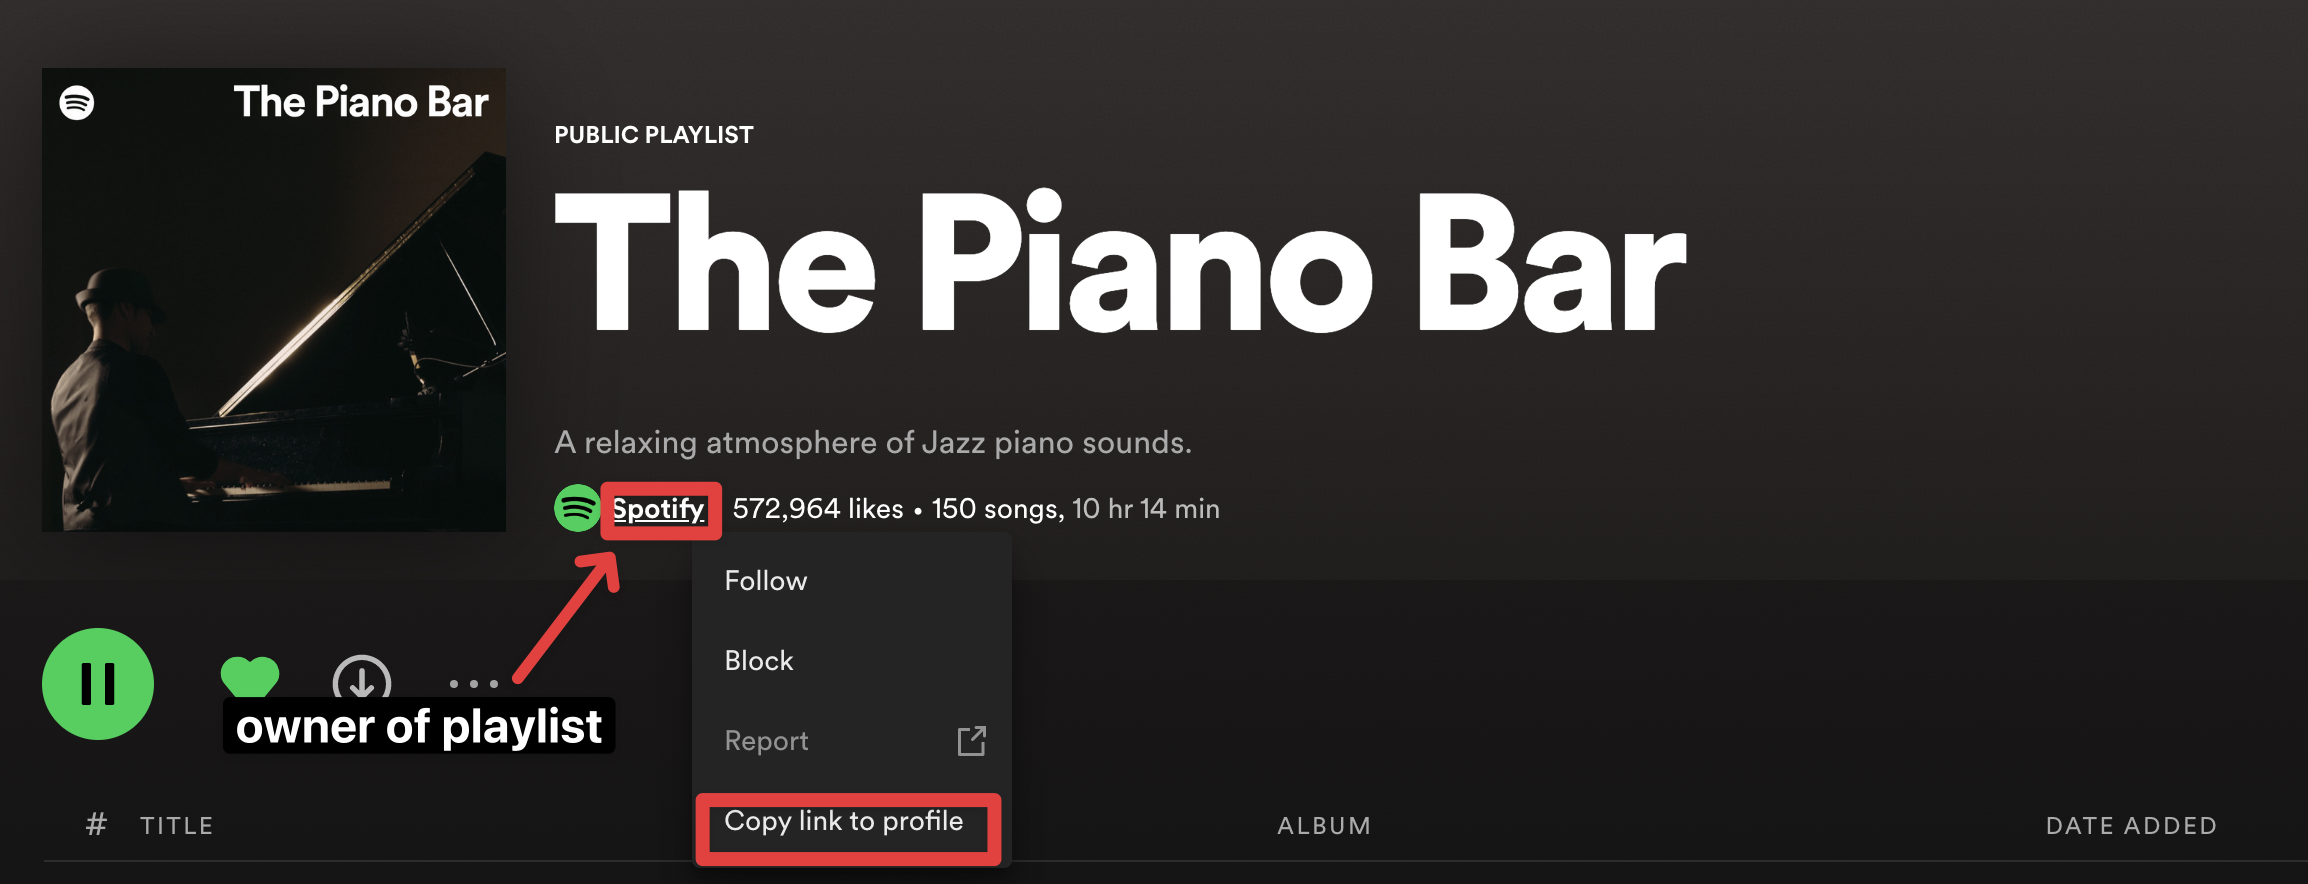 The Piano Bar
PUBLIC PLAYLIST
The Piano Bar
A relaxing atmosphere of Jazz piano sounds.
Spotify 572,964 likes • 150 songs, 10 hr 14 min
Follow
Block
owner of playlist
Report
Copy link to profile
# TITLE ALBUM DATE ADDED